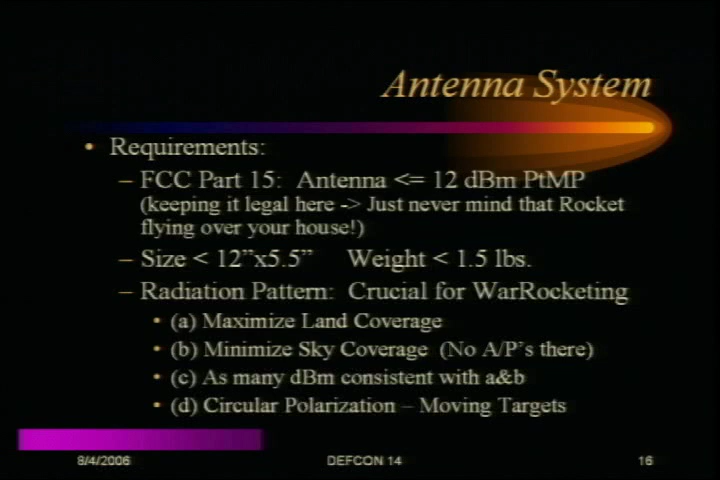 Antenna System
• Requirements:
– FCC Part 15: Antenna <= 12 dBm PtMP
(keeping it legal here -> Just never mind that Rocket
flying over your house!)
– Size < 12”x5.5” Weight < 1.5 lbs.
– Radiation Pattern: Crucial for WarRocketing
• (a) Maximize Land Coverage
• (b) Minimize Sky Coverage (No A/P’s there)
• (c) As many dBm consistent with a&b
• (d) Circular Polarization – Moving Targets
8/4/2006 DEFCON 14 16